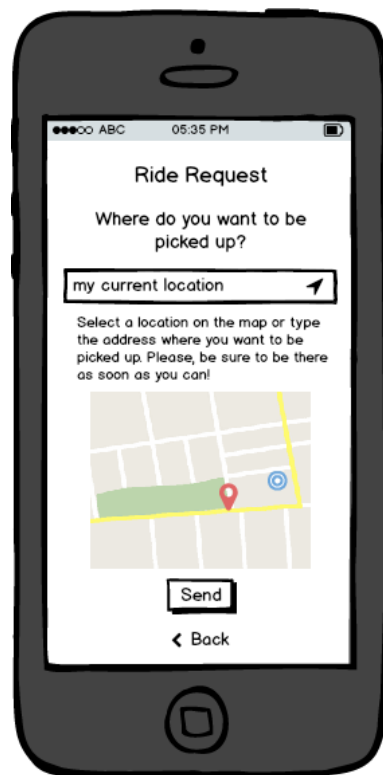 ABC 05:35 PM
Ride Request
Where do you want to be
picked up?
my current location
Select a location on the map or type
the address where you want to be
picked up. Please, be sure to be there
as soon as you can!
Send
Back